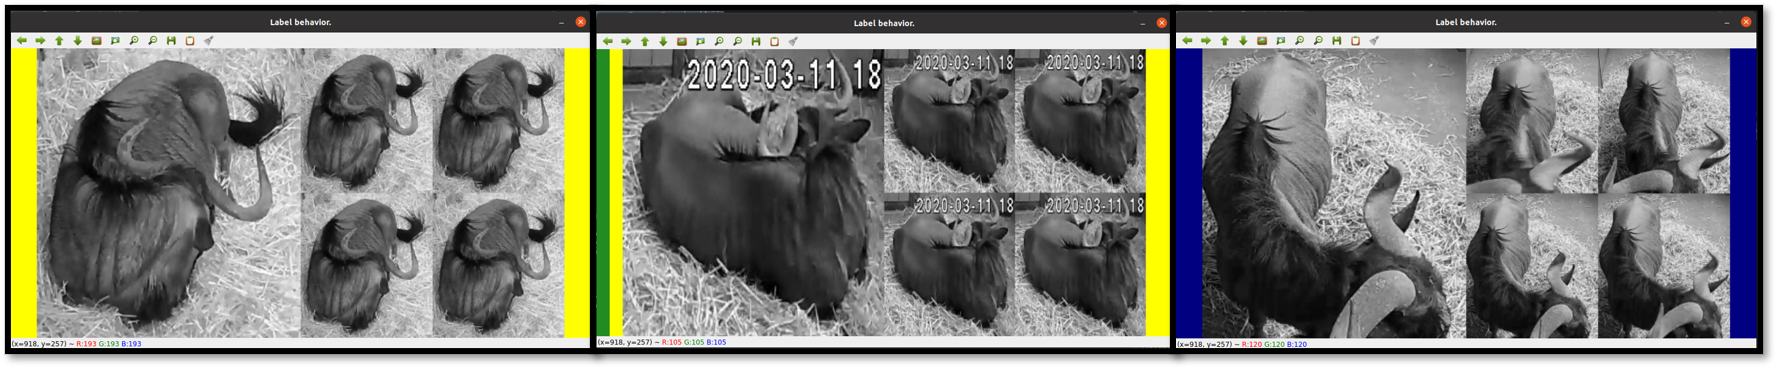 Label behavior.
(x=918, y=257) ~ R:193 G:193 B:193
Label behavior.
2020-03-11 18
2020-03-11 18
2020-03-11 18
2020-03-11 18
2020-03-11 18
(x=918, y=257) ~ R:105 G:105 B:105
Label behavior.
(x=918, y=257) ~ R:120 G:120 B:120